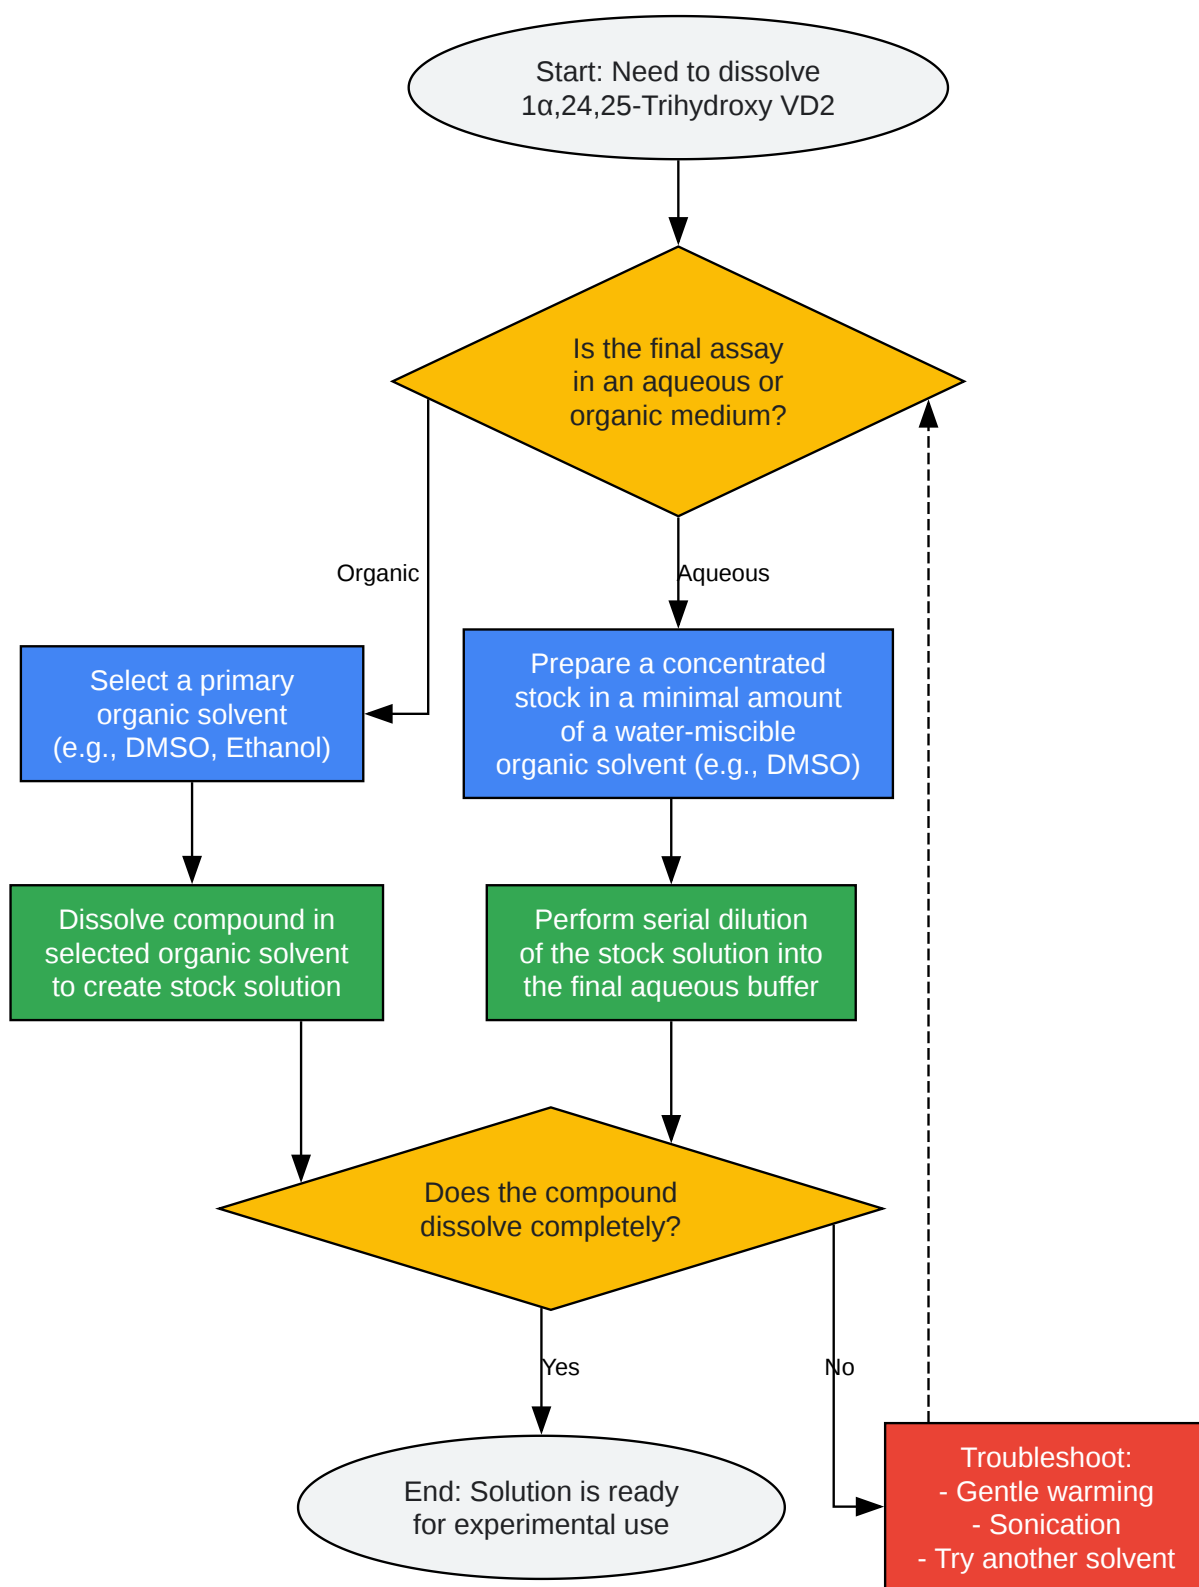 Start: Need to dissolve
1α,24,25-Trihydroxy VD2
Is the final assay
in an aqueous or
organic medium?
Organic
Aqueous
Select a primary
organic solvent
(e.g., DMSO, Ethanol)
Prepare a concentrated
stock in a minimal amount
of a water-miscible
organic solvent (e.g., DMSO)
Dissolve compound in
selected organic solvent
to create stock solution
Perform serial dilution
of the stock solution into
the final aqueous buffer
Does the compound
dissolve completely?
Yes
No
End: Solution is ready
for experimental use
Troubleshoot:
- Gentle warming
- Sonication
- Try another solvent